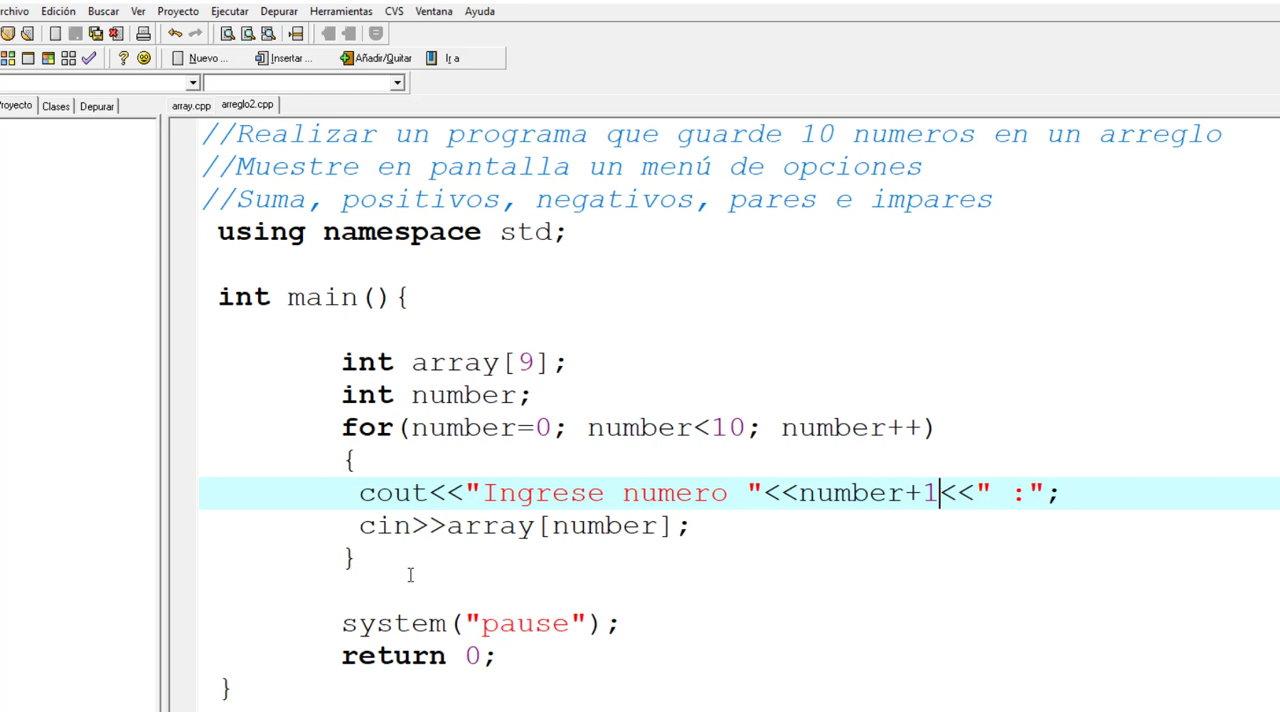 rchivo Edición Buscar Ver Proyecto Ejecutar Depurar Herramientas CVS Ventana Ayuda
Nuevo ... Insertar ... Añadir/Quitar Ir a
royecto Clases Depurar array.cpp arreglo2.cpp
//Realizar un programa que guarde 10 numeros en un arreglo
//Muestre en pantalla un menú de opciones
//Suma, positivos, negativos, pares e impares
using namespace std;
int main(){
int array[9];
int number;
for(number=0; number<10; number++)
{
cout<<"Ingrese numero "<<number+1<<" :";
cin>>array[number];
}
system("pause");
return 0;
}